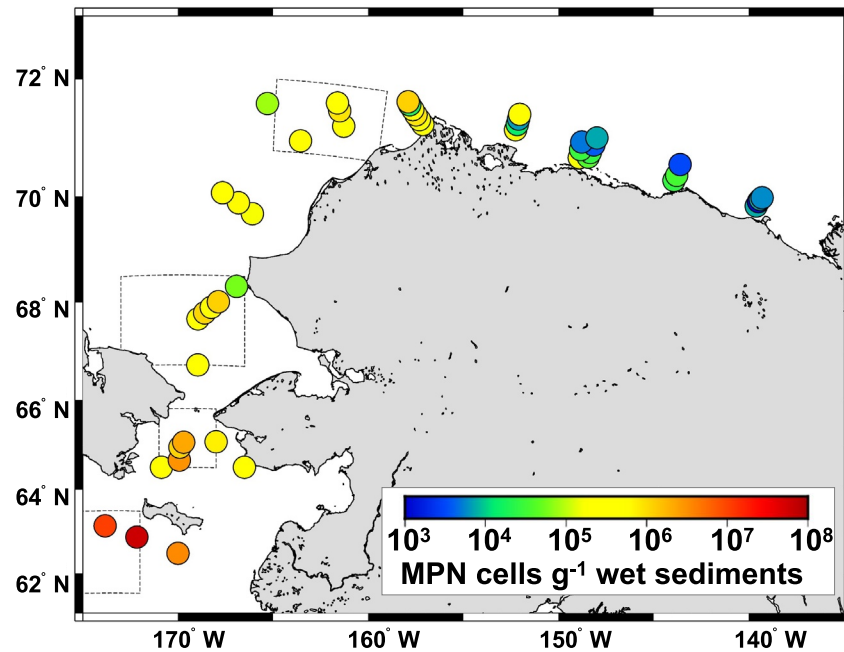 72° N
70° N
68° N
66° N
64° N
62° N
10³ 10⁴ 10⁵ 10⁶ 10⁷ 10⁸
MPN cells g⁻¹ wet sediments
170° W 160° W 150° W 140° W